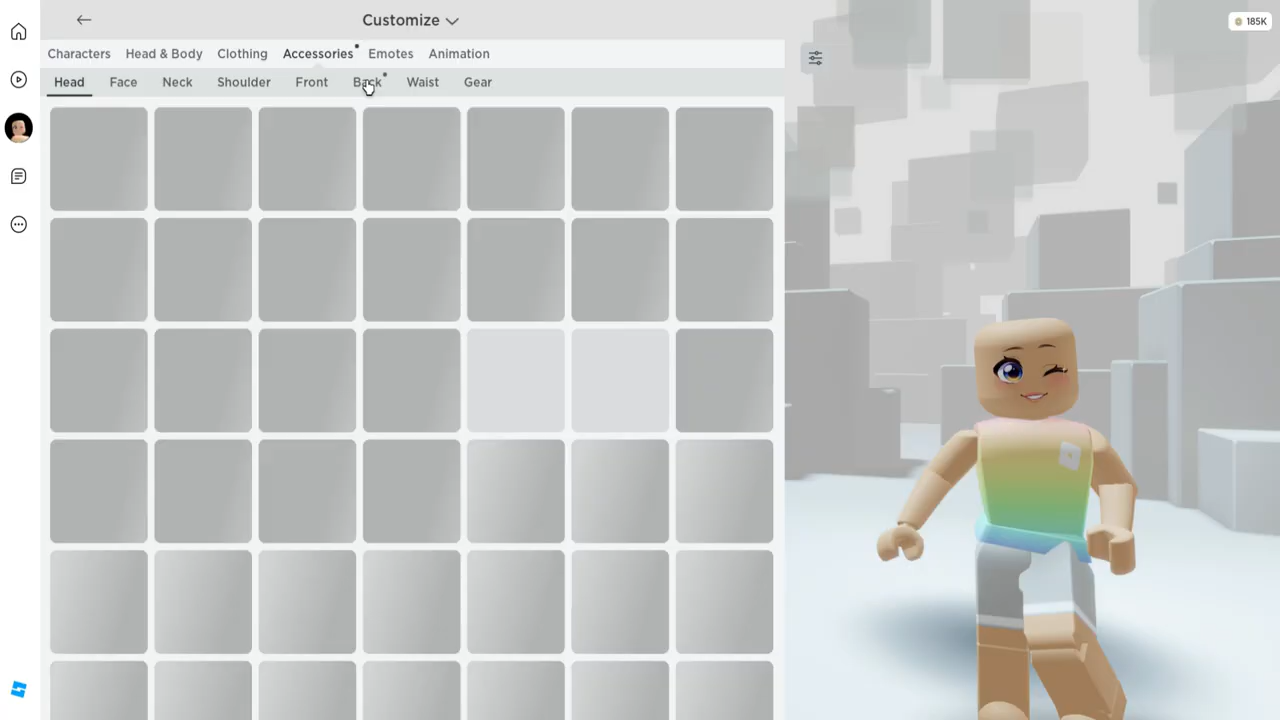 Customize
185K
Characters Head & Body Clothing Accessories Emotes Animation
Head Face Neck Shoulder Front Back Waist Gear